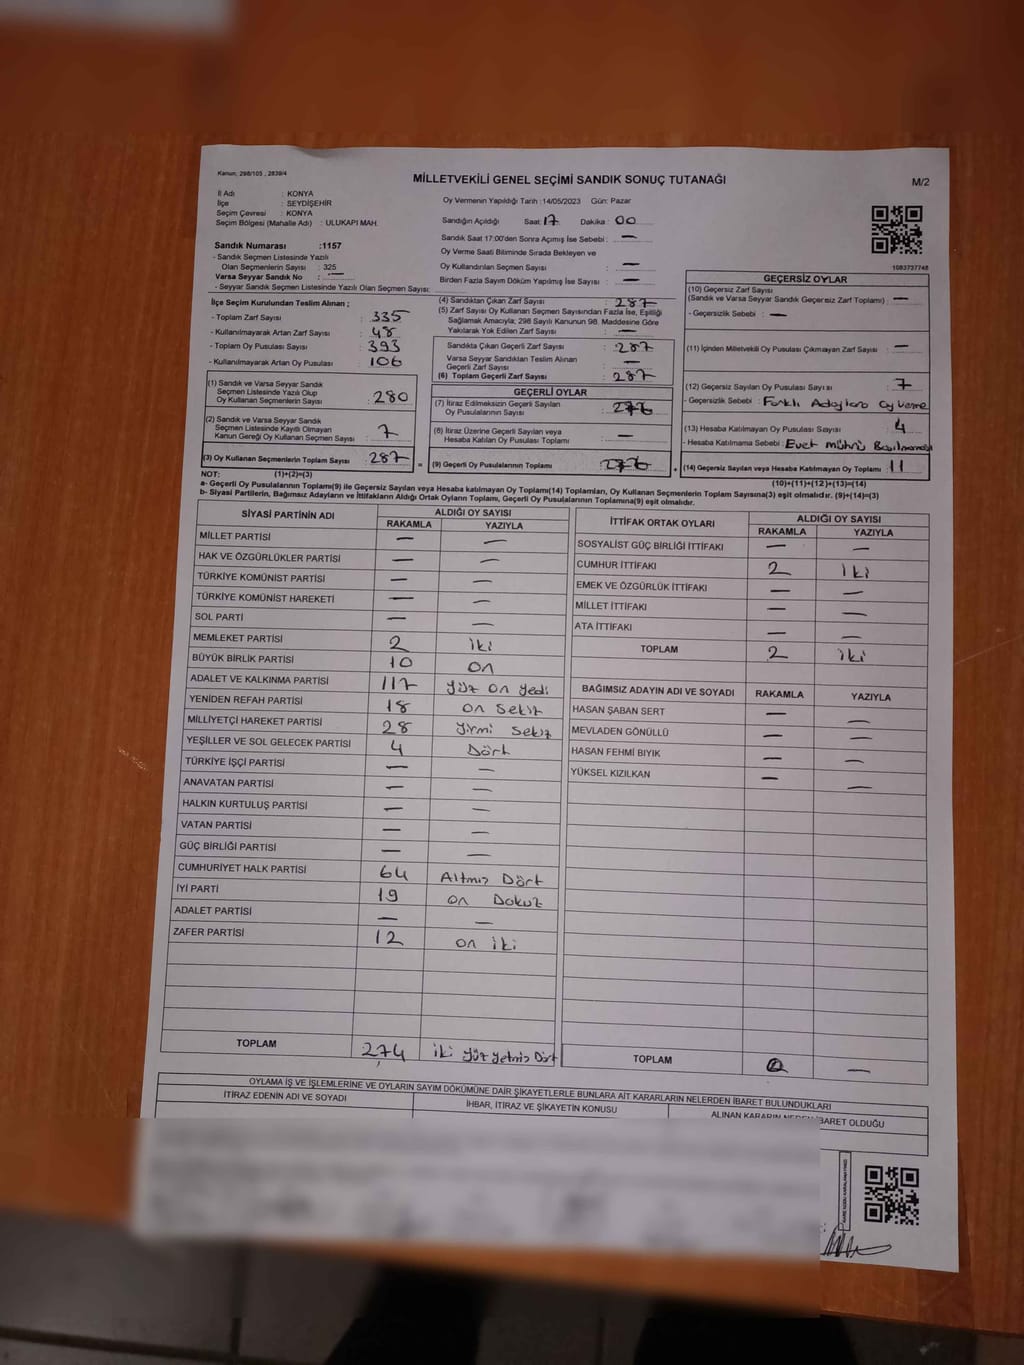 Kanun; 298/105 , 2839/4
MİLLETVEKİLİ GENEL SEÇİMİ SANDIK SONUÇ TUTANAĞI
M/2
İl Adı : KONYA
İlçe : SEYDİŞEHİR
Seçim Çevresi : KONYA
Seçim Bölgesi (Mahalle Adı) : ULUKAPI MAH.
Sandık Numarası :1157
- Sandık Seçmen Listesinde Yazılı
Olan Seçmenlerin Sayısı : 325
Varsa Seyyar Sandık No : —
- Seyyar Sandık Seçmen Listesinde Yazılı Olan Seçmen Sayısı:
Oy Vermenin Yapıldığı Tarih :14/05/2023 Gün: Pazar
Sandığın Açıldığı Saat: 17 Dakika : 00
Sandık Saat 17:00'den Sonra Açımış İse Sebebi : —
Oy Verme Saati Bitiminde Sırada Bekleyen ve
Oy Kullandırılan Seçmen Sayısı : —
Birden Fazla Sayım Döküm Yapılmış İse Sayısı : —
1083737748
İlçe Seçim Kurulundan Teslim Alınan ;
- Toplam Zarf Sayısı : 335
- Kullanılmayarak Artan Zarf Sayısı : 48
- Toplam Oy Pusulası Sayısı : 393
- Kullanılmayarak Artan Oy Pusulası : 106
(1) Sandık ve Varsa Seyyar Sandık
Seçmen Listesinde Yazılı Olup
Oy Kullanan Seçmenlerin Sayısı : 280
(2) Sandık ve Varsa Seyyar Sandık
Seçmen Listesinde Kayıtlı Olmayan
Kanun Gereği Oy Kullanan Seçmen Sayısı : 7
(3) Oy Kullanan Seçmenlerin Toplam Sayısı : 287
(4) Sandıktan Çıkan Zarf Sayısı : 287
(5) Zarf Sayısı Oy Kullanan Seçmen Sayısından Fazla İse, Eşitliği
Sağlamak Amacıyla; 298 Sayılı Kanunun 98. Maddesine Göre
Yakılarak Yok Edilen Zarf Sayısı : —
Sandıkta Çıkan Geçerli Zarf Sayısı : 287
Varsa Seyyar Sandıktan Teslim Alınan
Geçerli Zarf Sayısı : —
(6) Toplam Geçerli Zarf Sayısı : 287
GEÇERLİ OYLAR
(7) İtiraz Edilmeksizin Geçerli Sayılan
Oy Pusulalarının Sayısı : 276
(8) İtiraz Üzerine Geçerli Sayılan veya
Hesaba Katılan Oy Pusulası Toplamı : —
= (9) Geçerli Oy Pusulalarının Toplamı : 276 +
GEÇERSİZ OYLAR
(10) Geçersiz Zarf Sayısı
(Sandık ve Varsa Seyyar Sandık Geçersiz Zarf Toplamı) : —
- Geçersizlik Sebebi : —
(11) İçinden Milletvekili Oy Pusulası Çıkmayan Zarf Sayısı : —
(12) Geçersiz Sayılan Oy Pusulası Sayısı : 7
- Geçersizlik Sebebi : Farklı Adaylara oy verme
(13) Hesaba Katılmayan Oy Pusulası Sayısı : 4
- Hesaba Katılmama Sebebi : Evet mührü Basılmaması
(14) Geçersiz Sayılan veya Hesaba Katılmayan Oy Toplamı : 11
NOT: (1)+(2)=(3)
(10)+(11)+(12)+(13)=(14)
a- Geçerli Oy Pusulalarının Toplamı(9) ile Geçersiz Sayılan veya Hesaba Katılmayan Oy Toplamı(14) Toplamları, Oy Kullanan Seçmenlerin Toplam Sayısına(3) eşit olmalıdır. (9)+(14)=(3)
b- Siyasi Partilerin, Bağımsız Adayların ve İttifakların Aldığı Ortak Oyların Toplamı, Geçerli Oy Pusulalarının Toplamına(9) eşit olmalıdır.
SİYASİ PARTİNİN ADI ALDIĞI OY SAYISI
RAKAMLA YAZIYLA
MİLLET PARTİSİ — —
HAK VE ÖZGÜRLÜKLER PARTİSİ — —
TÜRKİYE KOMÜNİST PARTİSİ — —
TÜRKİYE KOMÜNİST HAREKETİ — —
SOL PARTİ — —
MEMLEKET PARTİSİ 2 iki
BÜYÜK BİRLİK PARTİSİ 10 on
ADALET VE KALKINMA PARTİSİ 117 yüz on yedi
YENİDEN REFAH PARTİSİ 18 on sekiz
MİLLİYETÇİ HAREKET PARTİSİ 28 yirmi sekiz
YEŞİLLER VE SOL GELECEK PARTİSİ 4 Dört
TÜRKİYE İŞÇİ PARTİSİ — —
ANAVATAN PARTİSİ — —
HALKIN KURTULUŞ PARTİSİ — —
VATAN PARTİSİ — —
GÜÇ BİRLİĞİ PARTİSİ — —
CUMHURİYET HALK PARTİSİ 64 Altmış Dört
İYİ PARTİ 19 on Dokuz
ADALET PARTİSİ — —
ZAFER PARTİSİ 12 on iki
TOPLAM 274 iki yüz yetmiş Dört
İTTİFAK ORTAK OYLARI ALDIĞI OY SAYISI
RAKAMLA YAZIYLA
SOSYALİST GÜÇ BİRLİĞİ İTTİFAKI — —
CUMHUR İTTİFAKI 2 iki
EMEK VE ÖZGÜRLÜK İTTİFAKI — —
MİLLET İTTİFAKI — —
ATA İTTİFAKI — —
TOPLAM 2 iki
BAĞIMSIZ ADAYIN ADI VE SOYADI RAKAMLA YAZIYLA
HASAN ŞABAN SERT — —
MEVLADEN GÖNÜLLÜ — —
HASAN FEHMI BIYIK — —
YÜKSEL KIZILKAN — —
TOPLAM —
OYLAMA İŞ VE İŞLEMLERİNE VE OYLARIN SAYIM DÖKÜMÜNE DAİR ŞİKAYETLERLE BUNLARA AİT KARARLARIN NELERDEN İBARET BULUNDUKLARI
İTİRAZ EDENİN ADI VE SOYADI İHBAR, İTİRAZ VE ŞİKAYETİN KONUSU ALINAN KARARIN NEDEN İBARET OLDUĞU